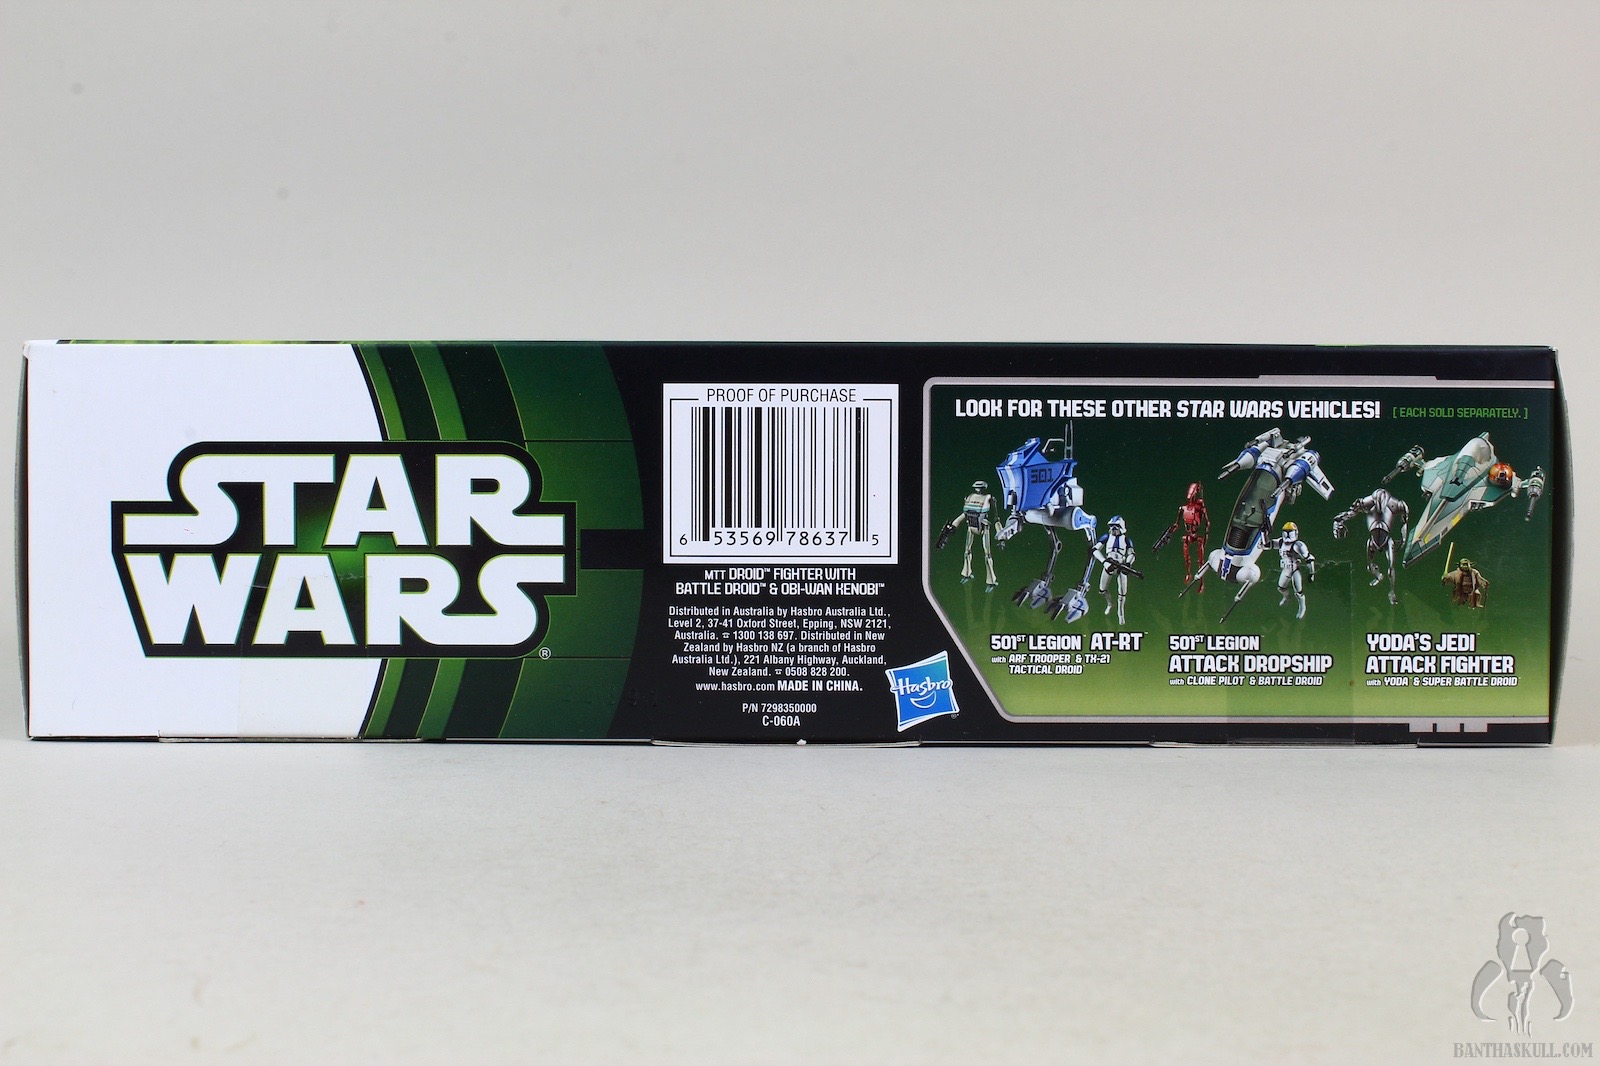 STAR
WARS
®
PROOF OF PURCHASE
6 53569 78637 5
MTT DROID™ FIGHTER WITH
BATTLE DROID™ & OBI-WAN KENOBI™
Distributed in Australia by Hasbro Australia Ltd.,
Level 2, 37-41 Oxford Street, Epping, NSW 2121,
Australia. ☎ 1300 138 697. Distributed in New
Zealand by Hasbro NZ (a branch of Hasbro
Australia Ltd.), 221 Albany Highway, Auckland,
New Zealand. ☎ 0508 828 200.
www.hasbro.com MADE IN CHINA.
P/N 7298350000
C-060A
Hasbro
®
LOOK FOR THESE OTHER STAR WARS VEHICLES! [ EACH SOLD SEPARATELY. ]
501
501ST LEGION™ AT-RT™
with ARF TROOPER & TX-21
TACTICAL DROID™
501ST LEGION™
ATTACK DROPSHIP
with CLONE PILOT & BATTLE DROID™
YODA'S JEDI™
ATTACK FIGHTER
with YODA & SUPER BATTLE DROID™
BANTHASKULL.COM